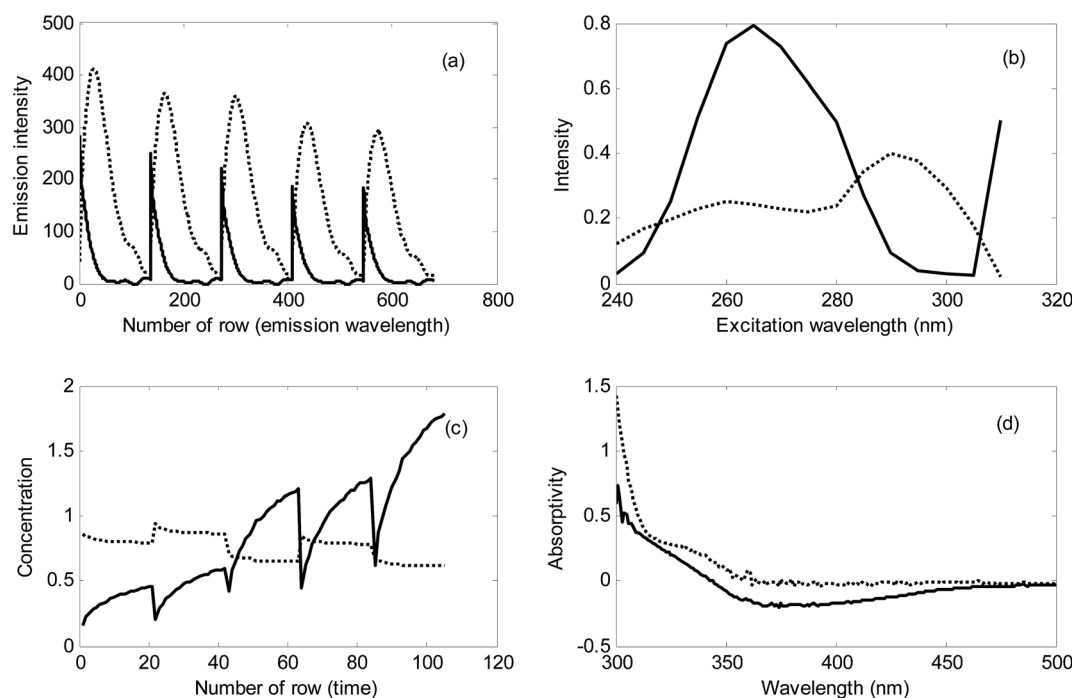 500
400
300
200
100
0
Emission intensity
(a)
0 200 400 600 800
Number of row (emission wavelength)
0.8
0.6
0.4
0.2
0
Intensity
(b)
240 260 280 300 320
Excitation wavelength (nm)
2
1.5
1
0.5
0
Concentration
(c)
0 20 40 60 80 100 120
Number of row (time)
1.5
1
0.5
0
-0.5
Absorptivity
(d)
300 350 400 450 500
Wavelength (nm)